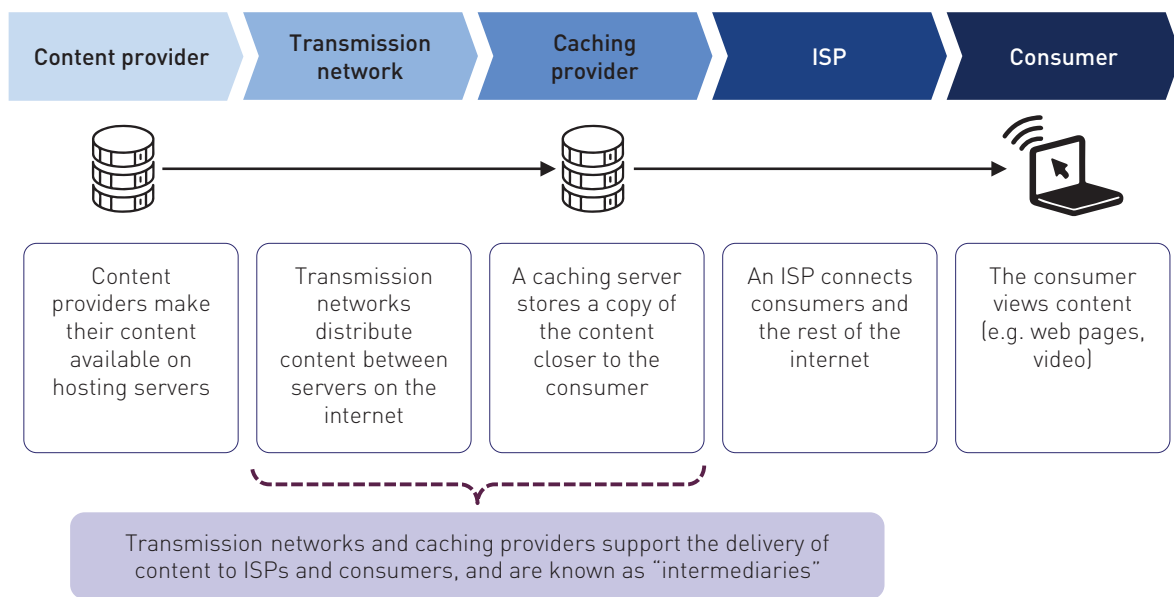 Content provider
Transmission
network
Caching
provider
ISP
Consumer
Content
providers make
their content
available on
hosting servers
Transmission
networks
distribute
content between
servers on the
internet
A caching server
stores a copy of
the content
closer to the
consumer
An ISP connects
consumers and
the rest of the
internet
The consumer
views content
(e.g. web pages,
video)
Transmission networks and caching providers support the delivery of
content to ISPs and consumers, and are known as “intermediaries”